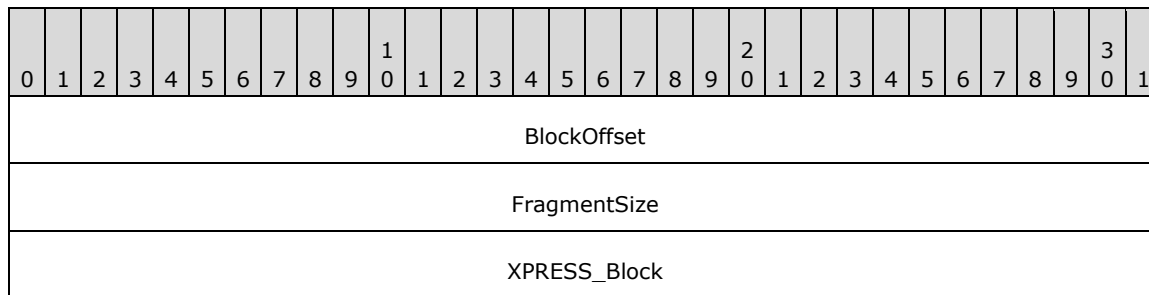 1 2 3
0 1 2 3 4 5 6 7 8 9 0 1 2 3 4 5 6 7 8 9 0 1 2 3 4 5 6 7 8 9 0 1
BlockOffset
FragmentSize
XPRESS_Block